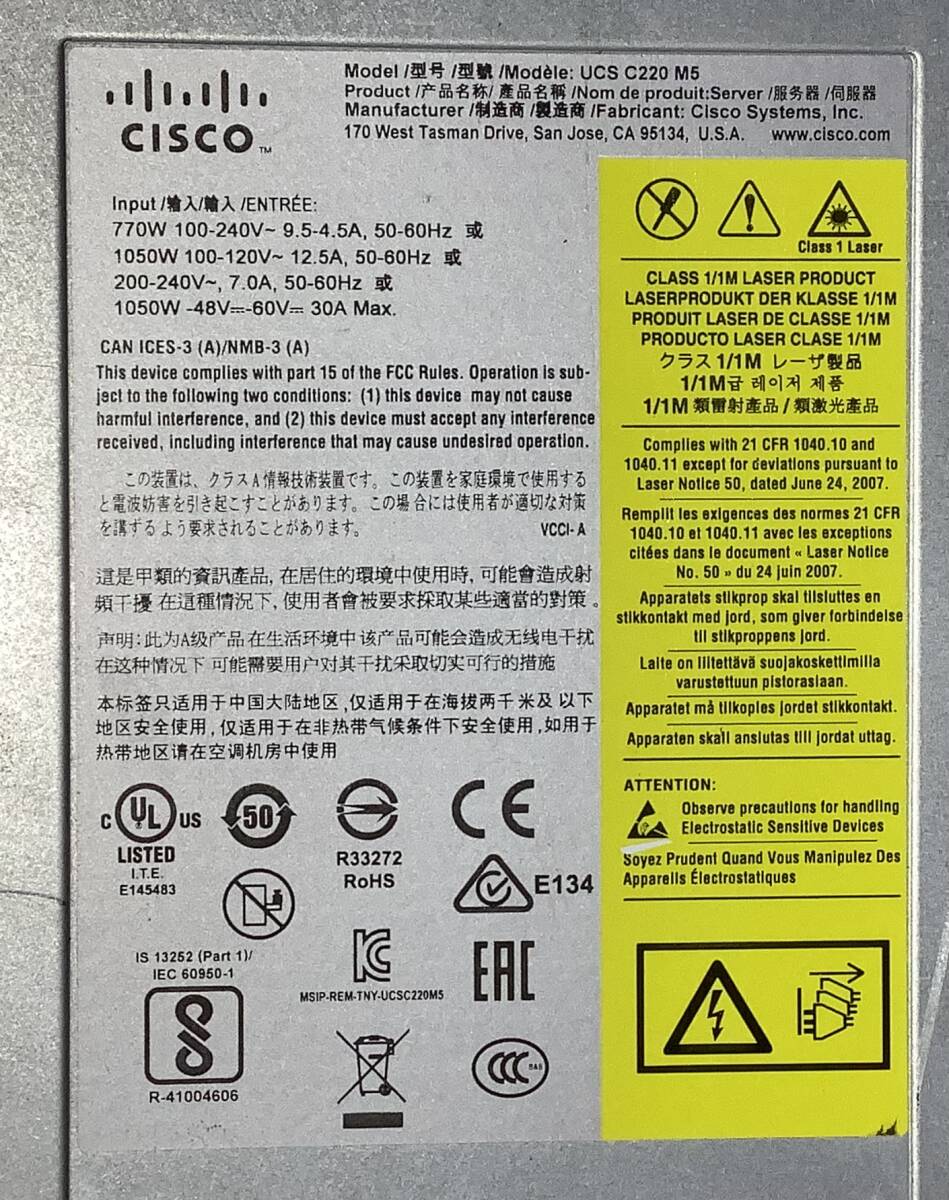 CISCO™
Model /型号 /型號 /Modèle: UCS C220 M5
Product /产品名称/ 產品名稱 /Nom de produit:Server /服务器 /伺服器
Manufacturer /制造商 /製造商 /Fabricant: Cisco Systems, Inc.
170 West Tasman Drive, San Jose, CA 95134, U.S.A. www.cisco.com
Input /输入/輸入 /ENTRÉE:
770W 100-240V~ 9.5-4.5A, 50-60Hz 或
1050W 100-120V~ 12.5A, 50-60Hz 或
200-240V~, 7.0A, 50-60Hz 或
1050W -48V⎓-60V⎓ 30A Max.
CAN ICES-3 (A)/NMB-3 (A)
This device complies with part 15 of the FCC Rules. Operation is sub-
ject to the following two conditions: (1) this device may not cause
harmful interference, and (2) this device must accept any interference
received, including interference that may cause undesired operation.
この装置は、クラスA情報技術装置です。この装置を家庭環境で使用する
と電波妨害を引き起こすことがあります。この場合には使用者が適切な対策
を講ずるよう要求されることがあります。 VCCI-A
這是甲類的資訊產品, 在居住的環境中使用時, 可能會造成射
頻干擾 在這種情況下, 使用者會被要求採取某些適當的對策 。
声明: 此为A级产品 在生活环境中 该产品可能会造成无线电干扰
在这种情况下 可能需要用户对其干扰采取切实可行的措施
本标签只适用于中国大陆地区,仅适用于在海拔两千米及以下
地区安全使用,仅适用于在非热带气候条件下安全使用,如用于
热带地区请在空调机房中使用
C UL US
LISTED
I.T.E.
E145483
50
R33272
RoHS
CE
E134
IS 13252 (Part 1)/
IEC 60950-1
R-41004606
KC
MSIP-REM-TNY-UCSC220M5
EAC
CCC
Class 1 Laser
CLASS 1/1M LASER PRODUCT
LASERPRODUKT DER KLASSE 1/1M
PRODUIT LASER DE CLASSE 1/1M
PRODUCTO LASER CLASE 1/1M
クラス 1/1M レーザ製品
1/1M급 레이저 제품
1/1M 類雷射產品 / 類激光產品
Complies with 21 CFR 1040.10 and
1040.11 except for deviations pursuant to
Laser Notice 50, dated June 24, 2007.
Remplit les exigences des normes 21 CFR
1040.10 et 1040.11 avec les exceptions
citées dans le document « Laser Notice
No. 50 » du 24 juin 2007.
Apparatets stikprop skal tilsluttes en
stikkontakt med jord, som giver forbindelse
til stikproppens jord.
Laite on liitettävä suojakoskettimilla
varustettuun pistorasiaan.
Apparatet må tilkoples jordet stikkontakt.
Apparaten skall anslutas till jordat uttag.
ATTENTION:
Observe precautions for handling
Electrostatic Sensitive Devices
Soyez Prudent Quand Vous Manipulez Des
Appareils Électrostatiques